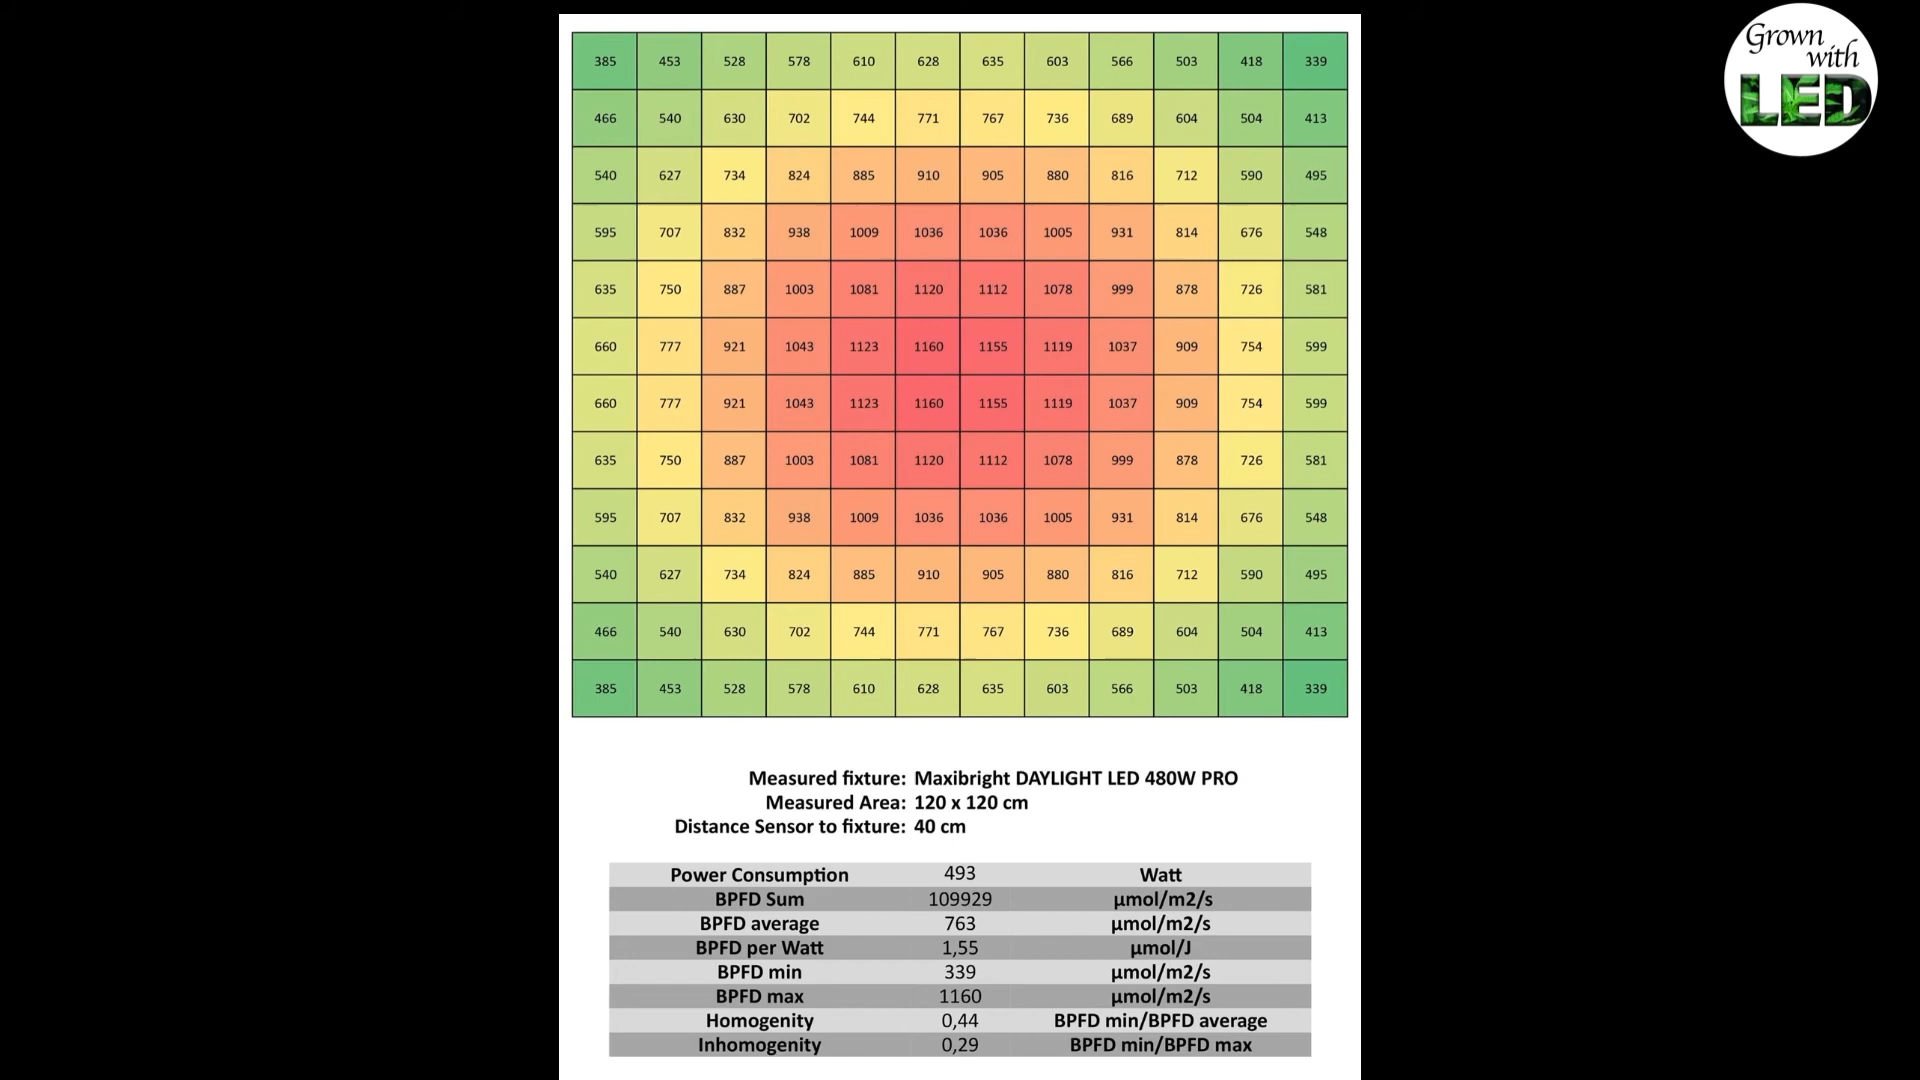 Grown
with
LED
385 453 528 578 610 628 635 603 566 503 418 339
466 540 630 702 744 771 767 736 689 604 504 413
540 627 734 824 885 910 905 880 816 712 590 495
595 707 832 938 1009 1036 1036 1005 931 814 676 548
635 750 887 1003 1081 1120 1112 1078 999 878 726 581
660 777 921 1043 1123 1160 1155 1119 1037 909 754 599
660 777 921 1043 1123 1160 1155 1119 1037 909 754 599
635 750 887 1003 1081 1120 1112 1078 999 878 726 581
595 707 832 938 1009 1036 1036 1005 931 814 676 548
540 627 734 824 885 910 905 880 816 712 590 495
466 540 630 702 744 771 767 736 689 604 504 413
385 453 528 578 610 628 635 603 566 503 418 339
Measured fixture: Maxibright DAYLIGHT LED 480W PRO
Measured Area: 120 x 120 cm
Distance Sensor to fixture: 40 cm
Power Consumption 493 Watt
BPFD Sum 109929 μmol/m2/s
BPFD average 763 μmol/m2/s
BPFD per Watt 1,55 μmol/J
BPFD min 339 μmol/m2/s
BPFD max 1160 μmol/m2/s
Homogenity 0,44 BPFD min/BPFD average
Inhomogenity 0,29 BPFD min/BPFD max